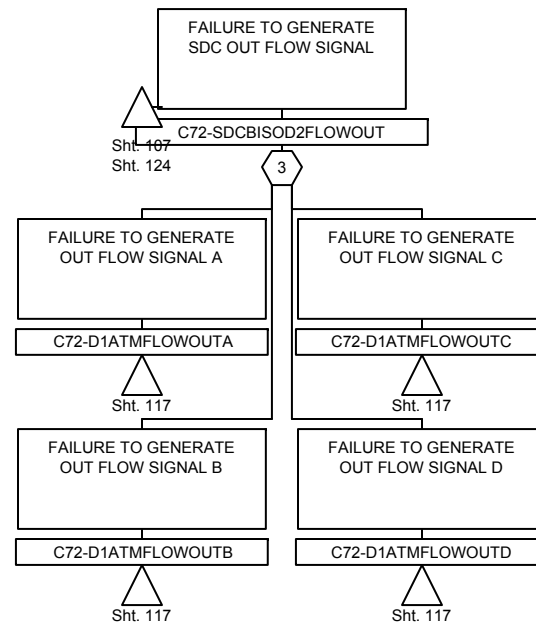 FAILURE TO GENERATE
SDC OUT FLOW SIGNAL
C72-SDCBISOD2FLOWOUT
Sht. 107
Sht. 124
3
FAILURE TO GENERATE
OUT FLOW SIGNAL A
C72-D1ATMFLOWOUTA
Sht. 117
FAILURE TO GENERATE
OUT FLOW SIGNAL C
C72-D1ATMFLOWOUTC
Sht. 117
FAILURE TO GENERATE
OUT FLOW SIGNAL B
C72-D1ATMFLOWOUTB
Sht. 117
FAILURE TO GENERATE
OUT FLOW SIGNAL D
C72-D1ATMFLOWOUTD
Sht. 117